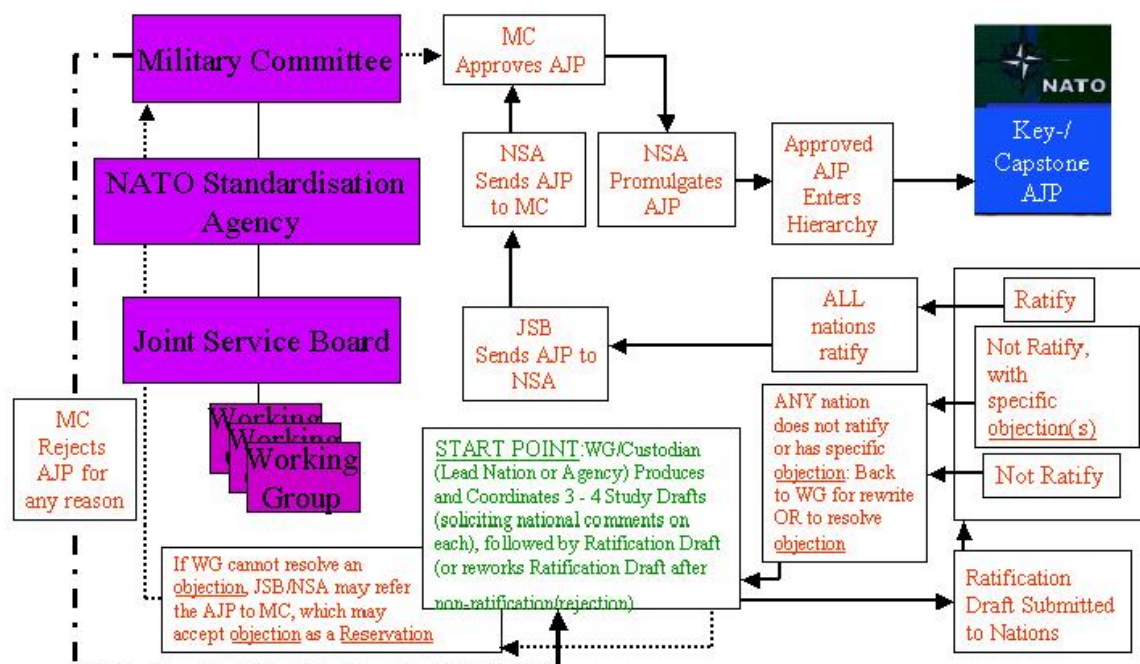 Military Committee
NATO Standardisation
Agency
Joint Service Board
Working
Working
Working
Group
MC
Rejects
AJP for
any reason
MC
Approves AJP
NSA
Sends AJP
to MC
NSA
Promulgates
AJP
Approved
AJP
Enters
Hierarchy
NATO
Key-/
Capstone
AJP
JSB
Sends AJP to
NSA
ALL
nations
ratify
Ratify
Not Ratify,
with
specific
objection(s)
Not Ratify
ANY nation
does not ratify
or has specific
objection: Back
to WG for rewrite
OR to resolve
objection
START POINT:WG/Custodian
(Lead Nation or Agency) Produces
and Coordinates 3 - 4 Study Drafts
(soliciting national comments on
each), followed by Ratification Draft
(or reworks Ratification Draft after
non-ratification/rejection)
If WG cannot resolve an
objection, JSB/NSA may refer
the AJP to MC, which may
accept objection as a Reservation
Ratification
Draft Submitted
to Nations